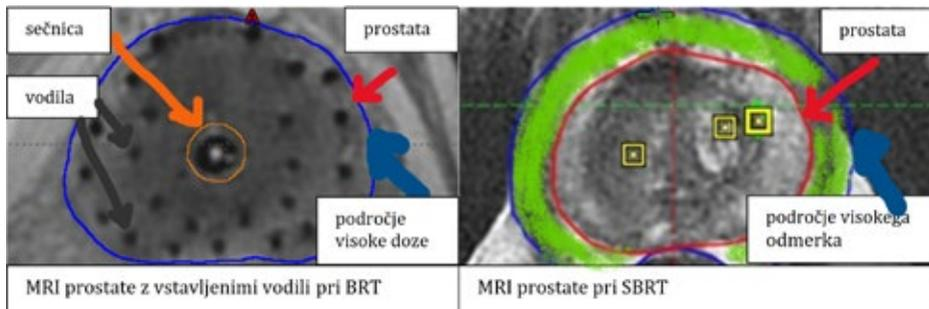 sečnica
prostata
vodila
področje
visoke doze
MRI prostate z vstavljenimi vodili pri BRT
prostata
področje visokega
odmerka
MRI prostate pri SBRT